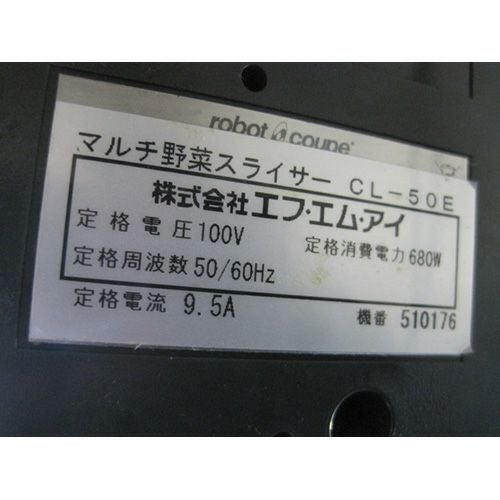 robot coupe®
マルチ野菜スライサー CL-50E
株式会社エフ・エム・アイ
定格電圧100V 定格消費電力680W
定格周波数50/60Hz
定格電流 9.5A 機番 510176